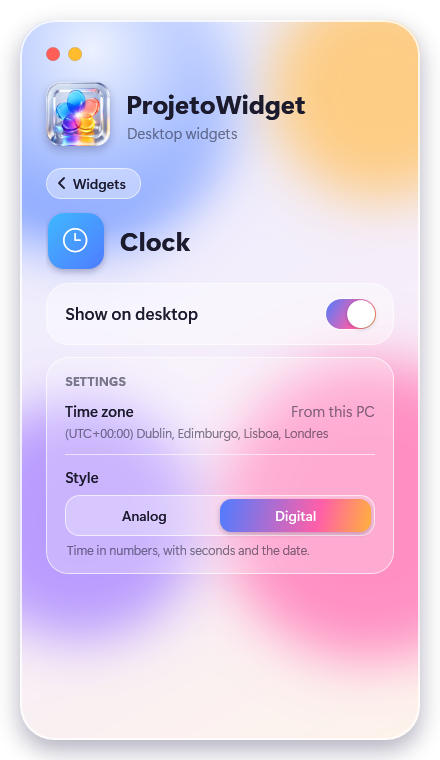 ProjetoWidget
Desktop widgets
Widgets
Clock
Show on desktop
SETTINGS
Time zone From this PC
(UTC+00:00) Dublin, Edimburgo, Lisboa, Londres
Style
Analog Digital
Time in numbers, with seconds and the date.